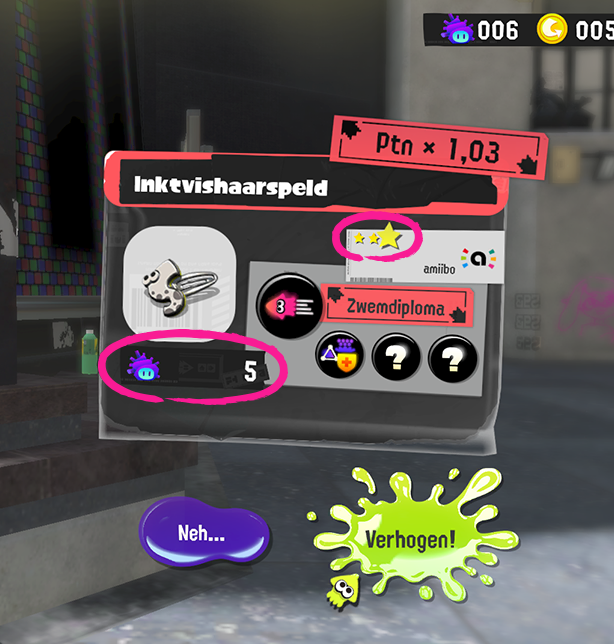 006 005
Ptn × 1,03
Inktvishaarspeld
amiibo
3
Zwemdiploma
? ?
5
Neh...
Verhogen!